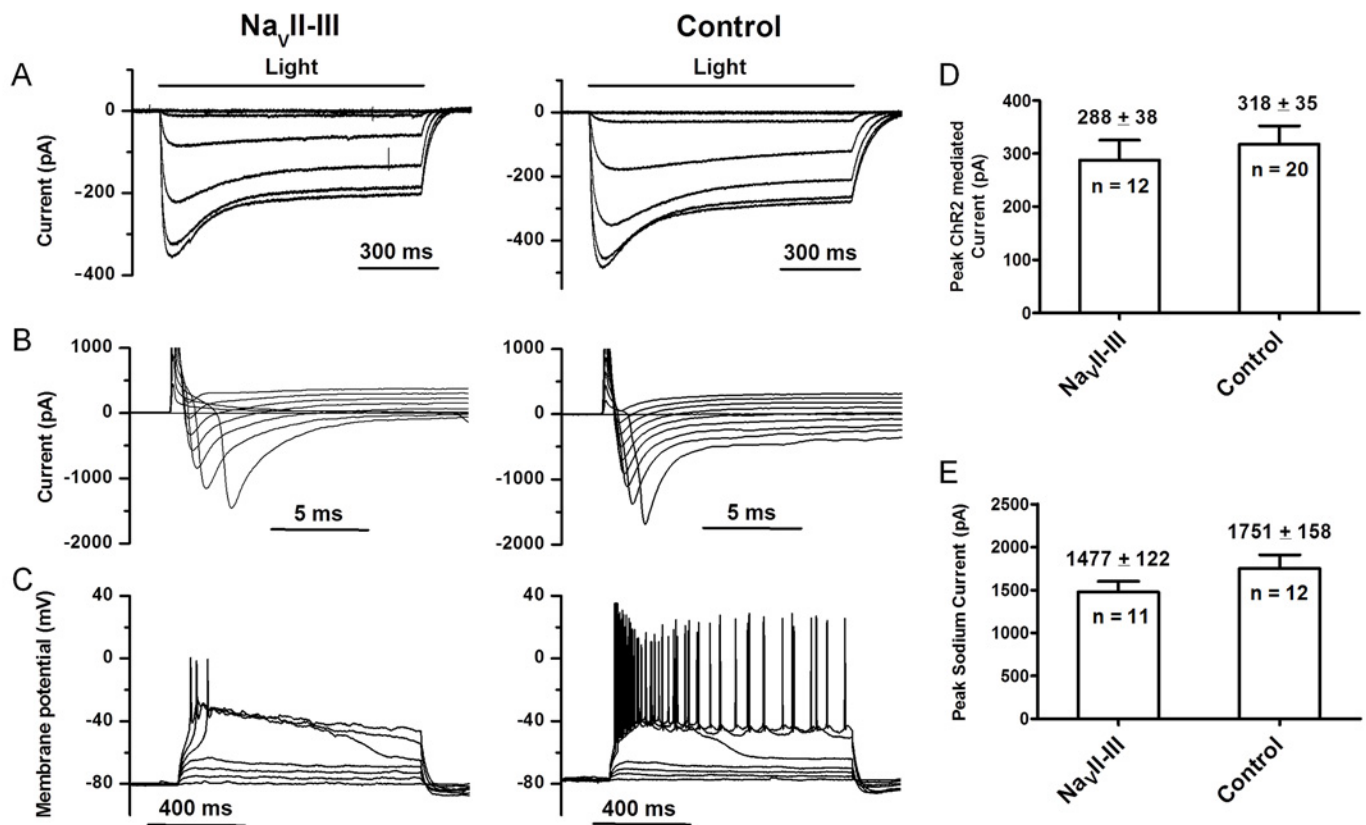 Na_VII-III
Control
A
Light
Light
0
-200
-400
Current (pA)
300 ms
0
-200
-400
300 ms
B
1000
0
-1000
-2000
Current (pA)
5 ms
1000
0
-1000
-2000
5 ms
C
40
0
-40
-80
Membrane potential (mV)
400 ms
40
0
-40
-80
400 ms
D
400
300
200
100
0
Peak ChR2 mediated
Current (pA)
288 ± 38
318 ± 35
n = 12
n = 20
Na_VII-III
Control
E
2500
2000
1500
1000
500
0
Peak Sodium Current (pA)
1477 ± 122
1751 ± 158
n = 11
n = 12
Na_VII-III
Control